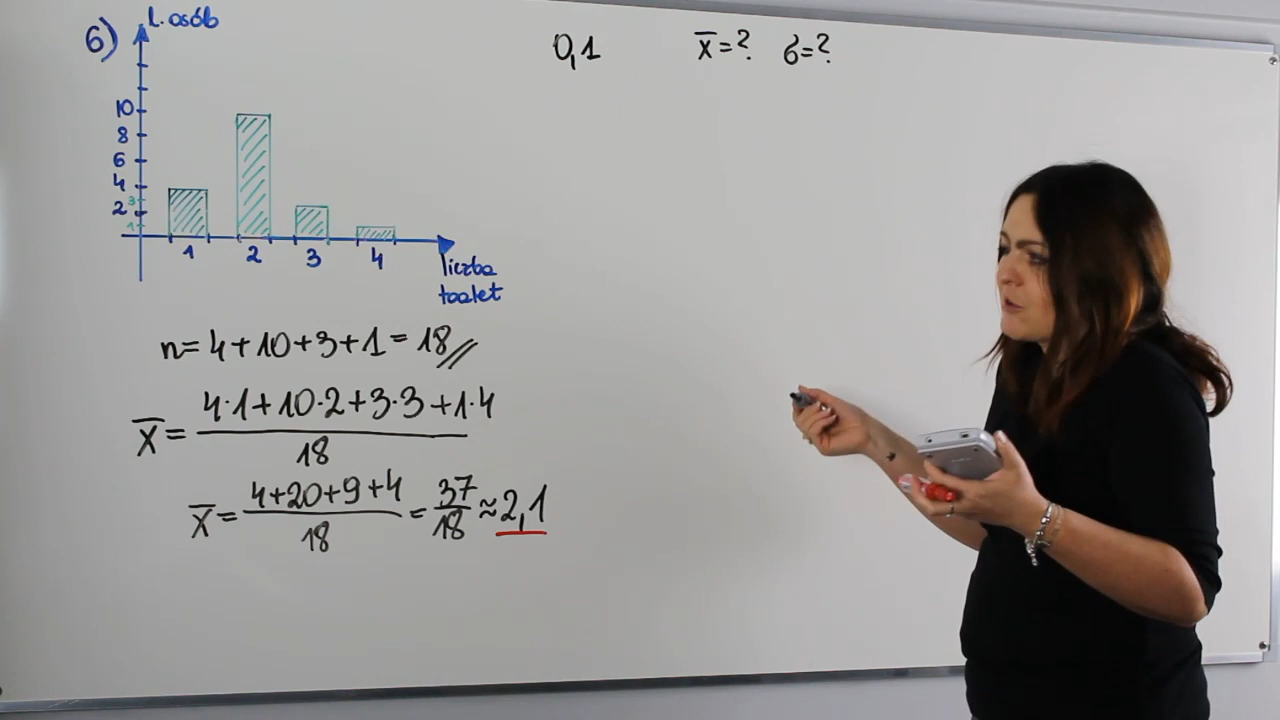 6)
l. osób
0,1
x̄=? σ=?
10
8
6
4
3
2
1
1 2 3 4
liczba
toalet
n=4+10+3+1=18
x̄= 4·1+10·2+3·3+1·4
18
x̄= 4+20+9+4 = 37 ≈2,1
18 18